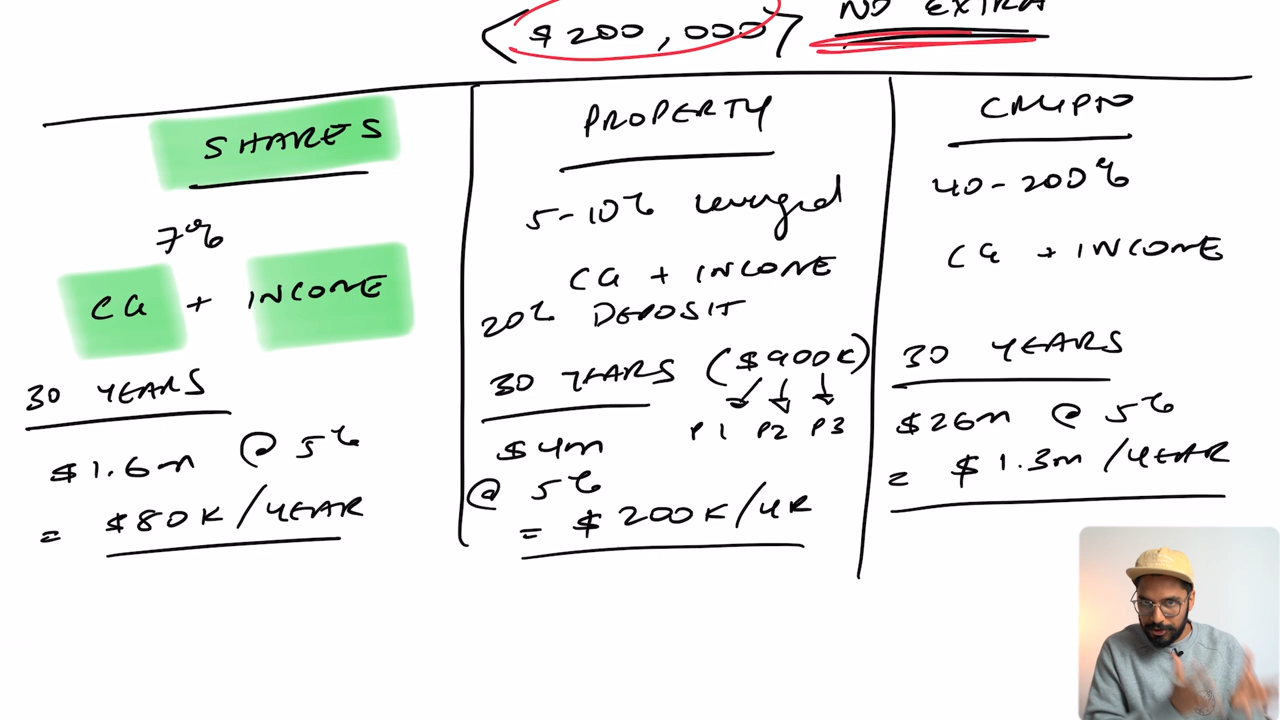 $200,000
NO EXTRA
SHARES
7%
CG + INCOME
30 YEARS
$1.6m @ 5%
= $80K/YEAR
PROPERTY
5-10% leveraged
CG + INCOME
20% DEPOSIT
30 YEARS ($900K)
P1 P2 P3
$4m
@ 5%
= $200K/YR
CRYPTO
40-200%
CG + INCOME
30 YEARS
$26m @ 5%
= $1.3m/YEAR